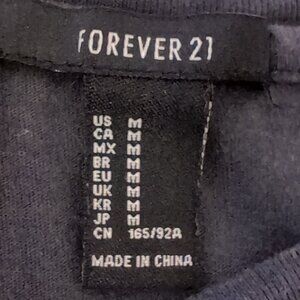 FOREVER 21
US M
CA M
MX M
BR M
EU M
UK M
KR M
JP M
CN 165/92A
MADE IN CHINA